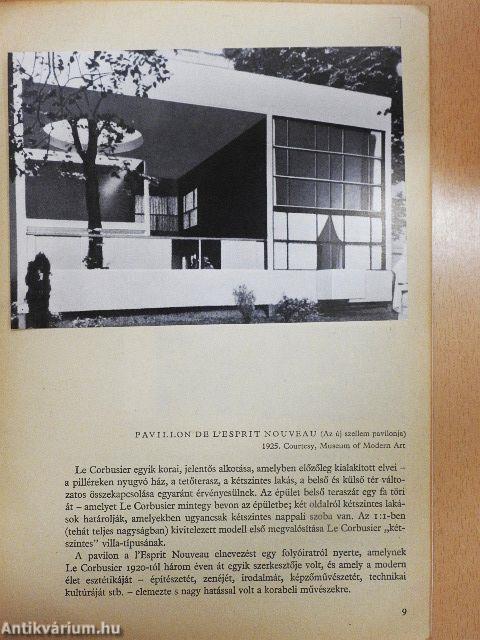 PAVILLON DE L'ESPRIT NOUVEAU (Az új szellem pavilonja)
1925. Courtesy, Museum of Modern Art
Le Corbusier egyik korai, jelentős alkotása, amelyben előzőleg kialakított elvei –
a pilléreken nyugvó ház, a tetőterasz, a kétszintes lakás, a belső és külső tér vált-
ozatos összekapcsolása egyaránt érvényesülnek. Az épület belső teraszát egy fa töri
át – amelyet Le Corbusier mintegy bevon az épületbe; két oldalról kétszintes laká-
sok határolják, amelyekben ugyancsak kétszintes nappali szoba van. Az 1:1-ben
(tehát teljes nagyságban) kivitelezett modell első megvalósítása Le Corbusier „két-
szintes” villa-típusának.
A pavilon a l'Esprit Nouveau elnevezést egy folyóiratról nyerte, amelynek
Le Corbusier 1920-tól három éven át egyik szerkesztője volt, és amely a modern
élet esztétikáját – építészetét, zenéjét, irodalmát, képzőművészetét, technikai
kultúráját stb. – elemezte s nagy hatással volt a korabeli művészekre.
9
Antikvárium.hu